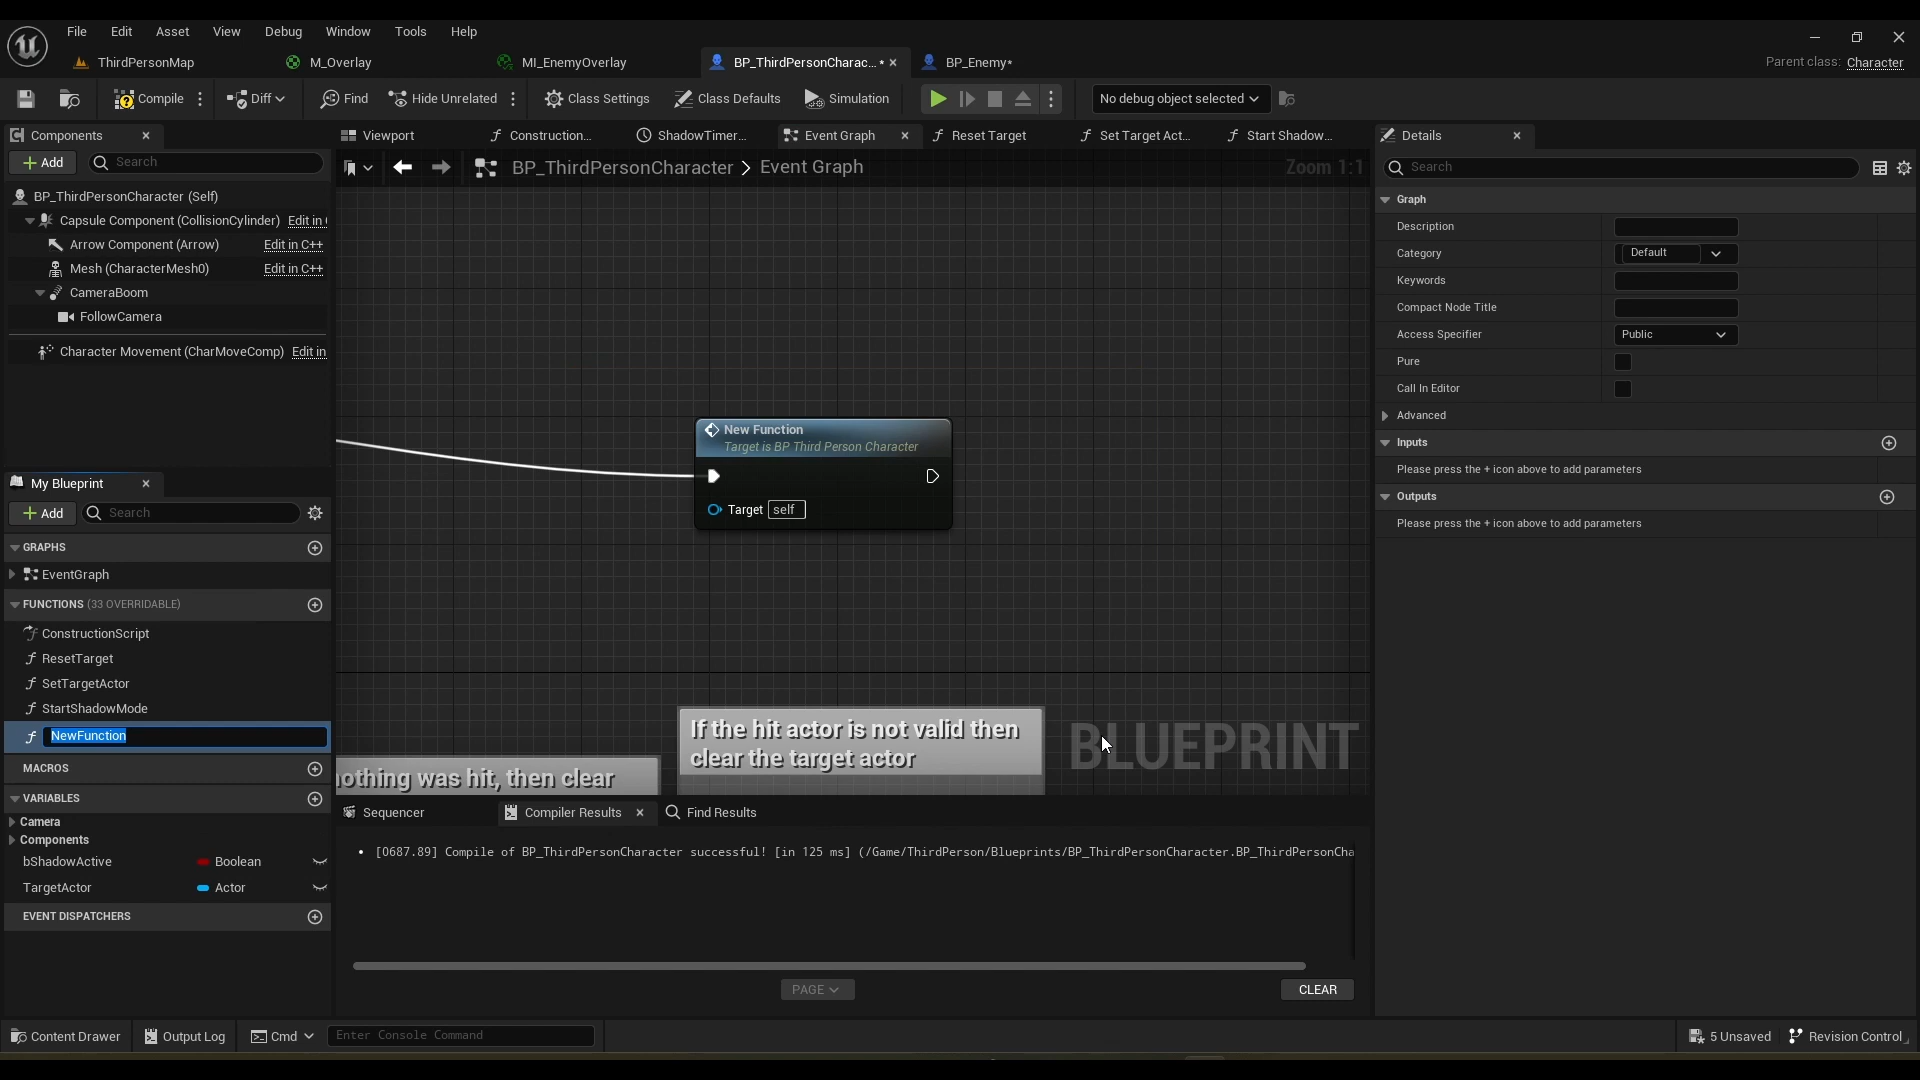 File Edit Asset View Debug Window Tools Help
ThirdPersonMap M_Overlay MI_EnemyOverlay BP_ThirdPersonCharac...* BP_Enemy*
Parent class: Character
Compile Diff Find Hide Unrelated Class Settings Class Defaults Simulation No debug object selected
Components
Add Search
BP_ThirdPersonCharacter (Self)
Capsule Component (CollisionCylinder) Edit in
Arrow Component (Arrow) Edit in C++
Mesh (CharacterMesh0) Edit in C++
CameraBoom
FollowCamera
Character Movement (CharMoveComp) Edit in
My Blueprint
Add Search
GRAPHS
EventGraph
FUNCTIONS (33 OVERRIDABLE)
ConstructionScript
ResetTarget
SetTargetActor
StartShadowMode
NewFunction
MACROS
VARIABLES
Camera
Components
bShadowActive Boolean
TargetActor Actor
EVENT DISPATCHERS
Viewport Construction... ShadowTimer... Event Graph Reset Target Set Target Act... Start Shadow...
BP_ThirdPersonCharacter > Event Graph
Zoom 1:1
New Function
Target is BP Third Person Character
Target self
If the hit actor is not valid then
clear the target actor
nothing was hit, then clear
BLUEPRINT
Sequencer Compiler Results Find Results
• [0687.89] Compile of BP_ThirdPersonCharacter successful! [in 125 ms] (/Game/ThirdPerson/Blueprints/BP_ThirdPersonCharacter.BP_ThirdPersonCha
PAGE CLEAR
Details
Search
Graph
Description
Category Default
Keywords
Compact Node Title
Access Specifier Public
Pure
Call In Editor
Advanced
Inputs
Please press the + icon above to add parameters
Outputs
Please press the + icon above to add parameters
Content Drawer Output Log Cmd Enter Console Command 5 Unsaved Revision Control